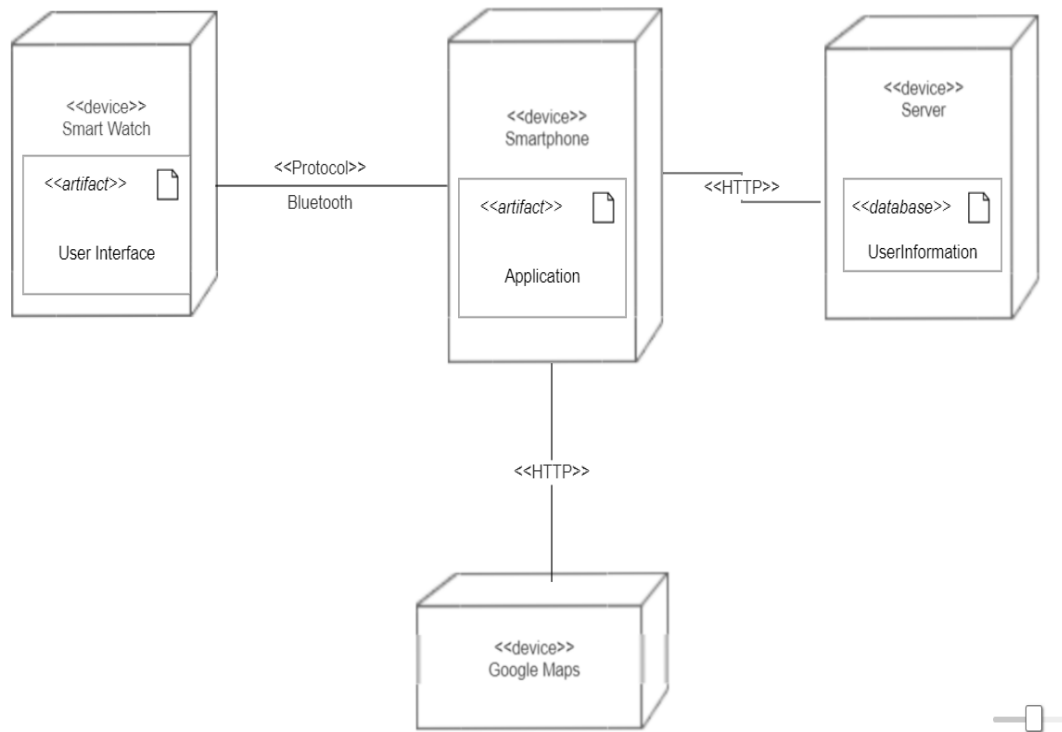 <<device>>
Smart Watch
<<artifact>>
User Interface
<<Protocol>>
Bluetooth
<<device>>
Smartphone
<<artifact>>
Application
<<HTTP>>
<<device>>
Server
<<database>>
UserInformation
<<HTTP>>
<<device>>
Google Maps